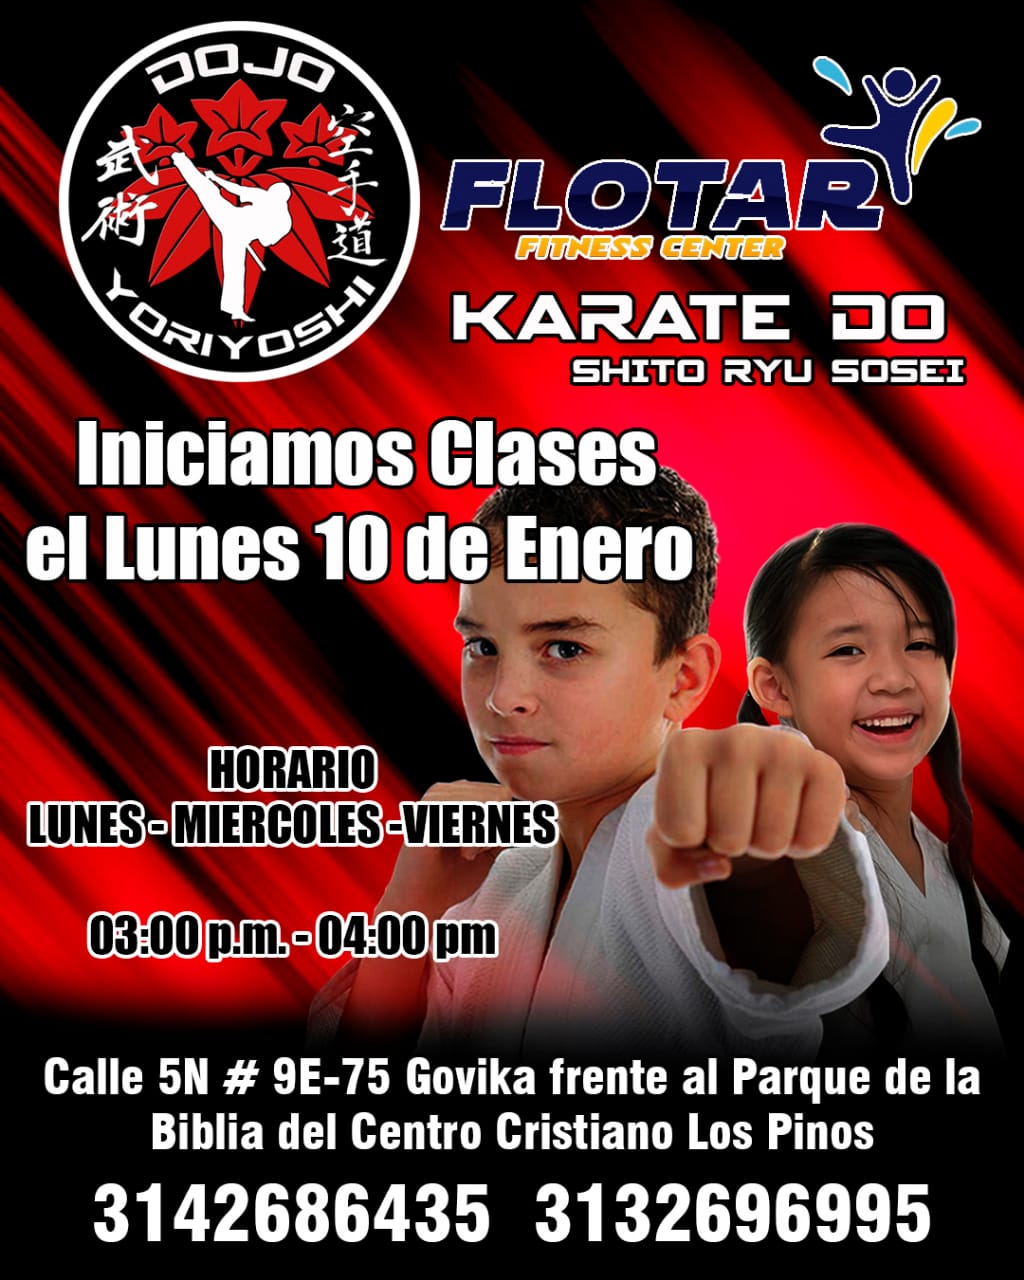 DOJO
武術
空手道
YORIYOSHI
FLOTAR
FITNESS CENTER
KARATE DO
SHITO RYU SOSEI
Iniciamos Clases
el Lunes 10 de Enero
HORARIO
LUNES - MIERCOLES -VIERNES
03:00 p.m. - 04:00 pm
Calle 5N # 9E-75 Govika frente al Parque de la
Biblia del Centro Cristiano Los Pinos
3142686435 3132696995